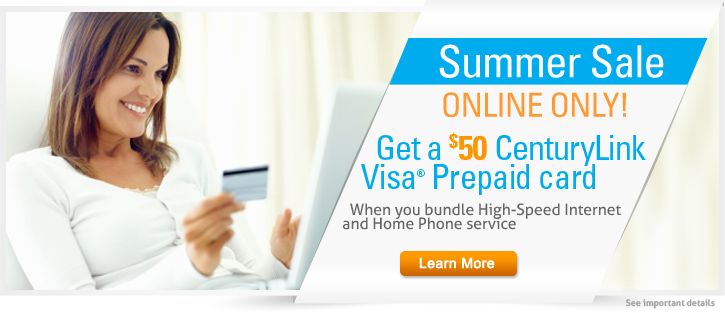 Summer Sale
ONLINE ONLY!
Get a $50 CenturyLink
Visa® Prepaid card
When you bundle High-Speed Internet
and Home Phone service
Learn More
See important details